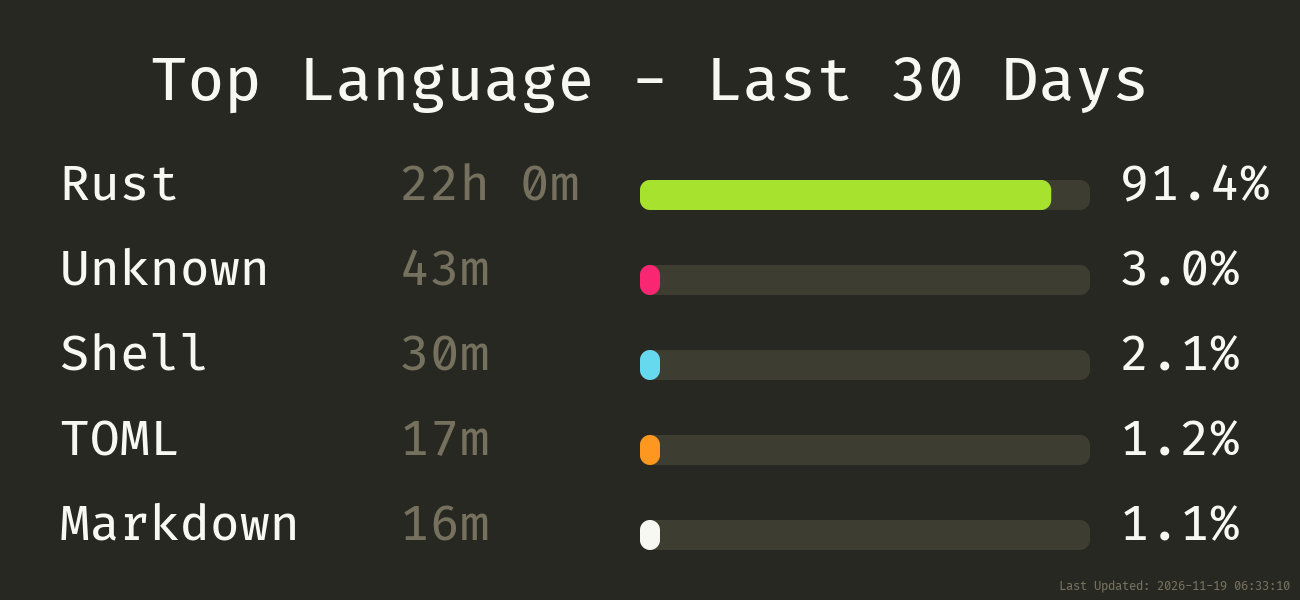 Top Language - Last 30 Days
Rust 22h 0m 91.4%
Unknown 43m 3.0%
Shell 30m 2.1%
TOML 17m 1.2%
Markdown 16m 1.1%
Last Updated: 2026-11-19 06:33:10